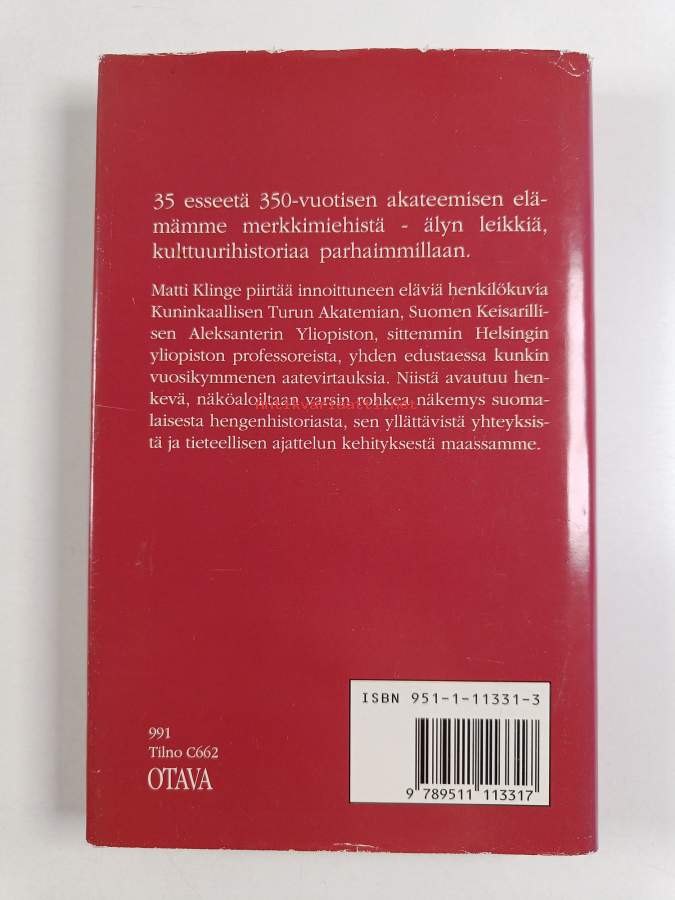 35 esseetä 350-vuotisen akateemisen elä-
mämme merkkimiehistä - älyn leikkiä,
kulttuurihistoriaa parhaimmillaan.
Matti Klinge piirtää innoittuneen eläviä henkilökuvia
Kuninkaallisen Turun Akatemian, Suomen Keisarilli-
sen Aleksanterin Yliopiston, sittemmin Helsingin
yliopiston professoreista, yhden edustaessa kunkin
vuosikymmenen aatevirtauksia. Niistä avautuu hen-
kevä, näköaloiltaan varsin rohkea näkemys suoma-
Antikvariaatti.net
laisesta hengenhistoriasta, sen yllättävistä yhteyksis-
tä ja tieteellisen ajattelun kehityksestä maassamme.
ISBN 951-1-11331-3
991
Tilno C662
OTAVA
9 789511 113317